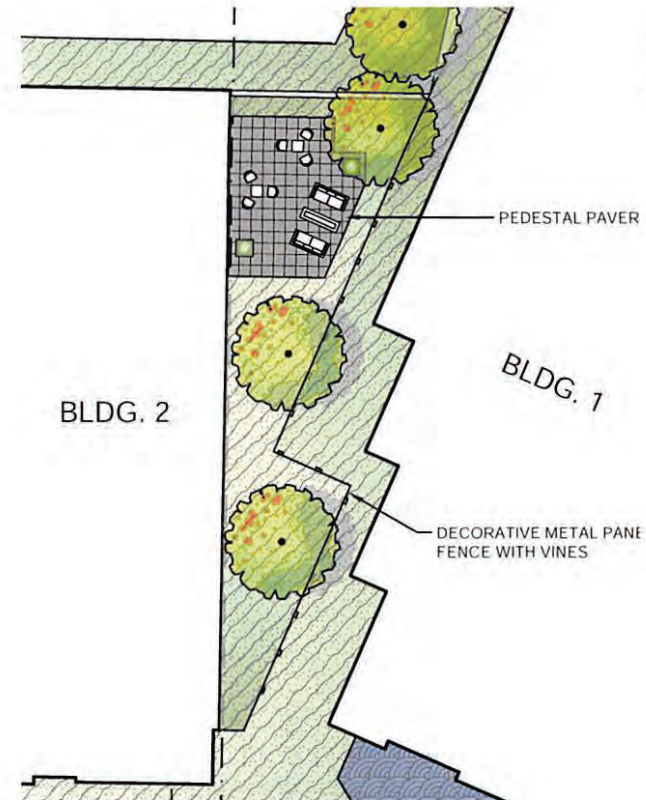 PEDESTAL PAVER
BLDG. 1
BLDG. 2
DECORATIVE METAL PANE
FENCE WITH VINES